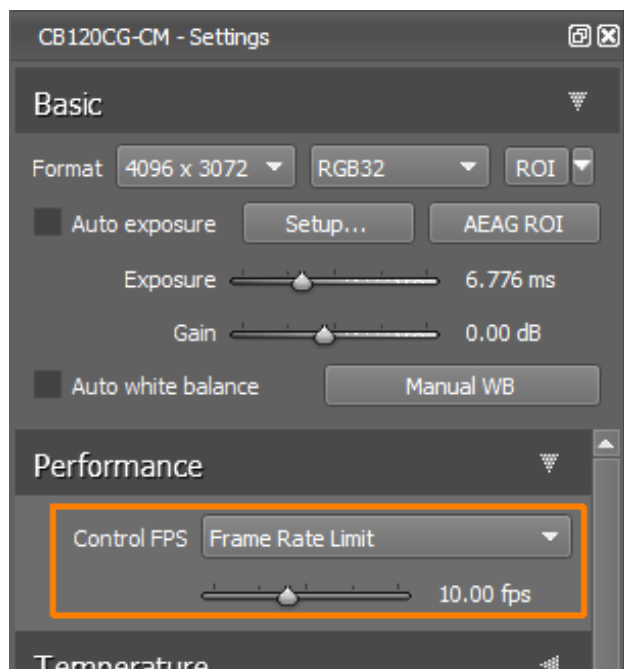 CB120CG-CM - Settings
Basic
Format 4096 x 3072 RGB32 ROI
Auto exposure Setup... AEAG ROI
Exposure 6.776 ms
Gain 0.00 dB
Auto white balance Manual WB
Performance
Control FPS Frame Rate Limit
10.00 fps
Temperature